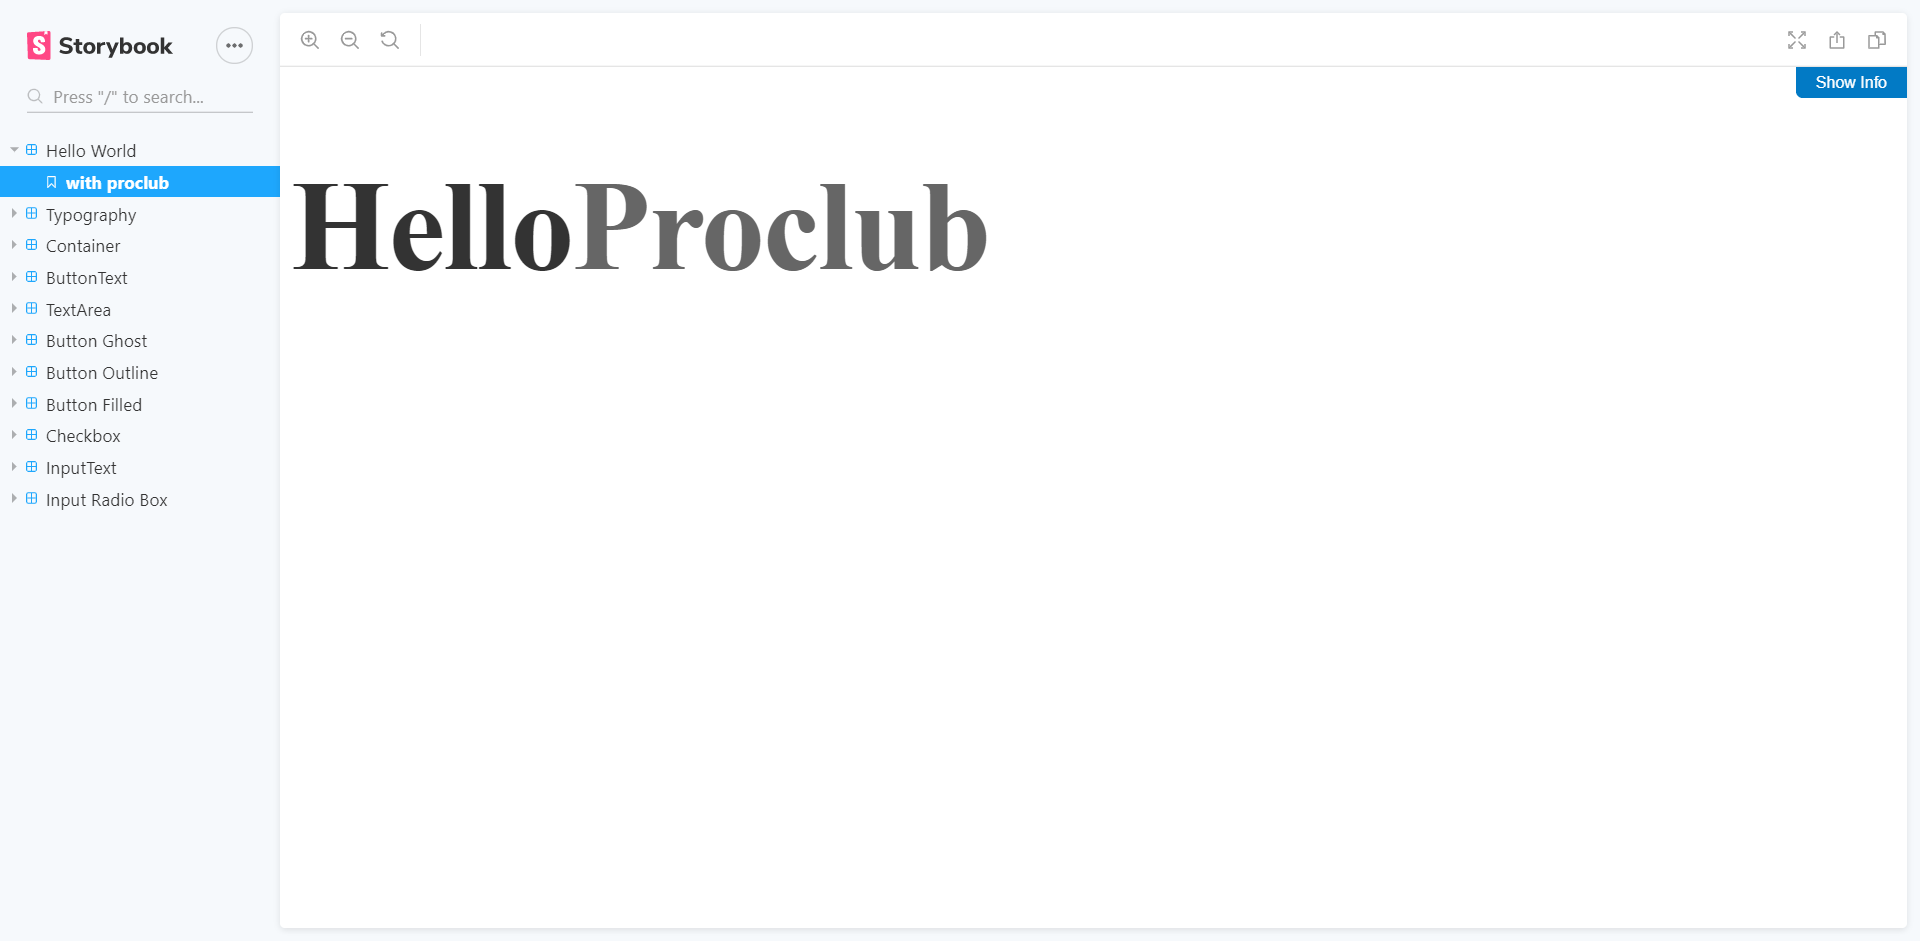 Storybook
Press "/" to search...
Hello World
with proclub
Typography
Container
ButtonText
TextArea
Button Ghost
Button Outline
Button Filled
Checkbox
InputText
Input Radio Box
Show Info
HelloProclub